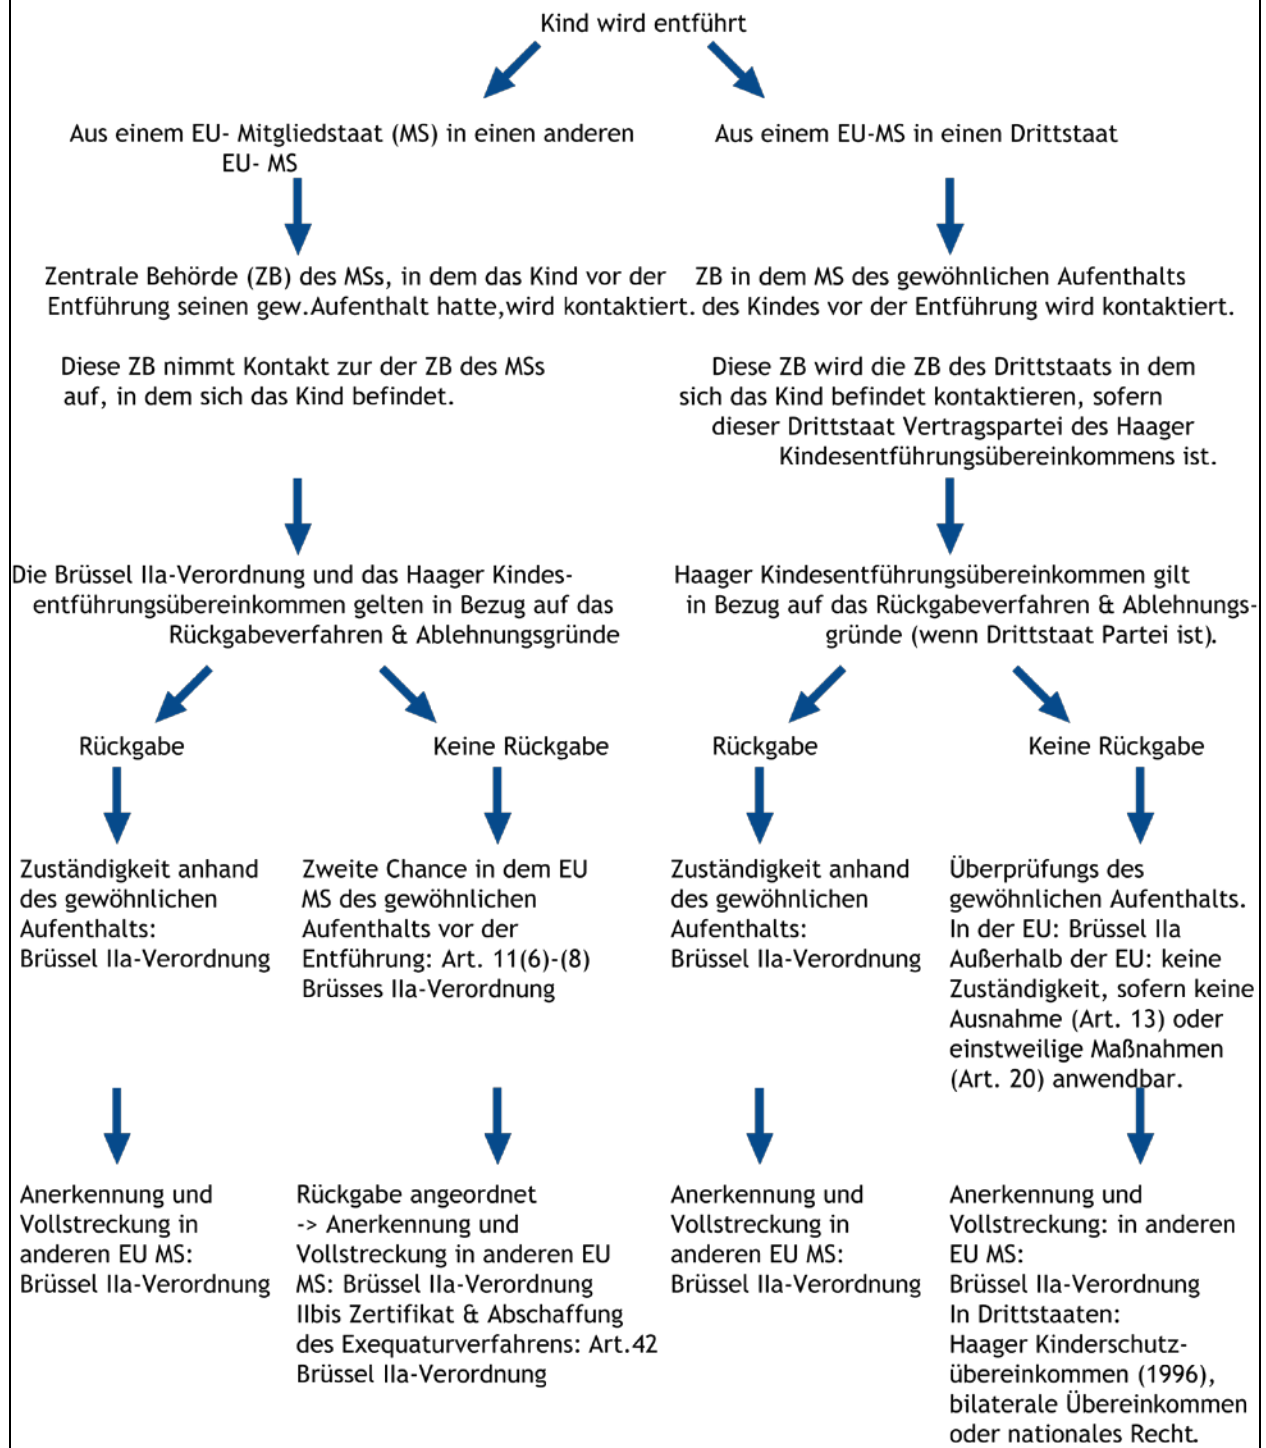 Kind wird entführt
Aus einem EU- Mitgliedstaat (MS) in einen anderen
EU- MS
Aus einem EU-MS in einen Drittstaat
Zentrale Behörde (ZB) des MSs, in dem das Kind vor der
Entführung seinen gew.Aufenthalt hatte,wird kontaktiert.
Diese ZB nimmt Kontakt zur der ZB des MSs
auf, in dem sich das Kind befindet.
ZB in dem MS des gewöhnlichen Aufenthalts
des Kindes vor der Entführung wird kontaktiert.
Diese ZB wird die ZB des Drittstaats in dem
sich das Kind befindet kontaktieren, sofern
dieser Drittstaat Vertragspartei des Haager
Kindesentführungsübereinkommens ist.
Die Brüssel IIa-Verordnung und das Haager Kindes-
entführungsübereinkommen gelten in Bezug auf das
Rückgabeverfahren & Ablehnungsgründe
Haager Kindesentführungsübereinkommen gilt
in Bezug auf das Rückgabeverfahren & Ablehnungs-
gründe (wenn Drittstaat Partei ist).
Rückgabe
Keine Rückgabe
Rückgabe
Keine Rückgabe
Zuständigkeit anhand
des gewöhnlichen
Aufenthalts:
Brüssel IIa-Verordnung
Zweite Chance in dem EU
MS des gewöhnlichen
Aufenthalts vor der
Entführung: Art. 11(6)-(8)
Brüsses IIa-Verordnung
Zuständigkeit anhand
des gewöhnlichen
Aufenthalts:
Brüssel IIa-Verordnung
Überprüfungs des
gewöhnlichen Aufenthalts.
In der EU: Brüssel IIa
Außerhalb der EU: keine
Zuständigkeit, sofern keine
Ausnahme (Art. 13) oder
einstweilige Maßnahmen
(Art. 20) anwendbar.
Anerkennung und
Vollstreckung in
anderen EU MS:
Brüssel IIa-Verordnung
Rückgabe angeordnet
-> Anerkennung und
Vollstreckung in anderen EU
MS: Brüssel IIa-Verordnung
IIbis Zertifikat & Abschaffung
des Exequaturverfahrens: Art.42
Brüssel IIa-Verordnung
Anerkennung und
Vollstreckung in
anderen EU MS:
Brüssel IIa-Verordnung
Anerkennung und
Vollstreckung: in anderen
EU MS:
Brüssel IIa-Verordnung
In Drittstaaten:
Haager Kinderschutz-
übereinkommen (1996),
bilaterale Übereinkommen
oder nationales Recht.